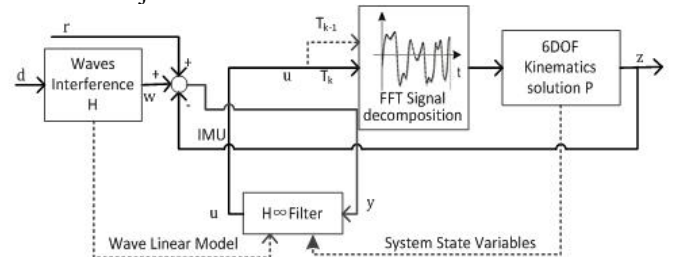 r
T_{k-1}
d
Waves
Interference
H
+
+
w
-
u
T_k
t
FFT Signal
decomposition
6DOF
Kinematics
solution P
z
IMU
u
H∞Filter
y
Wave Linear Model
System State Variables